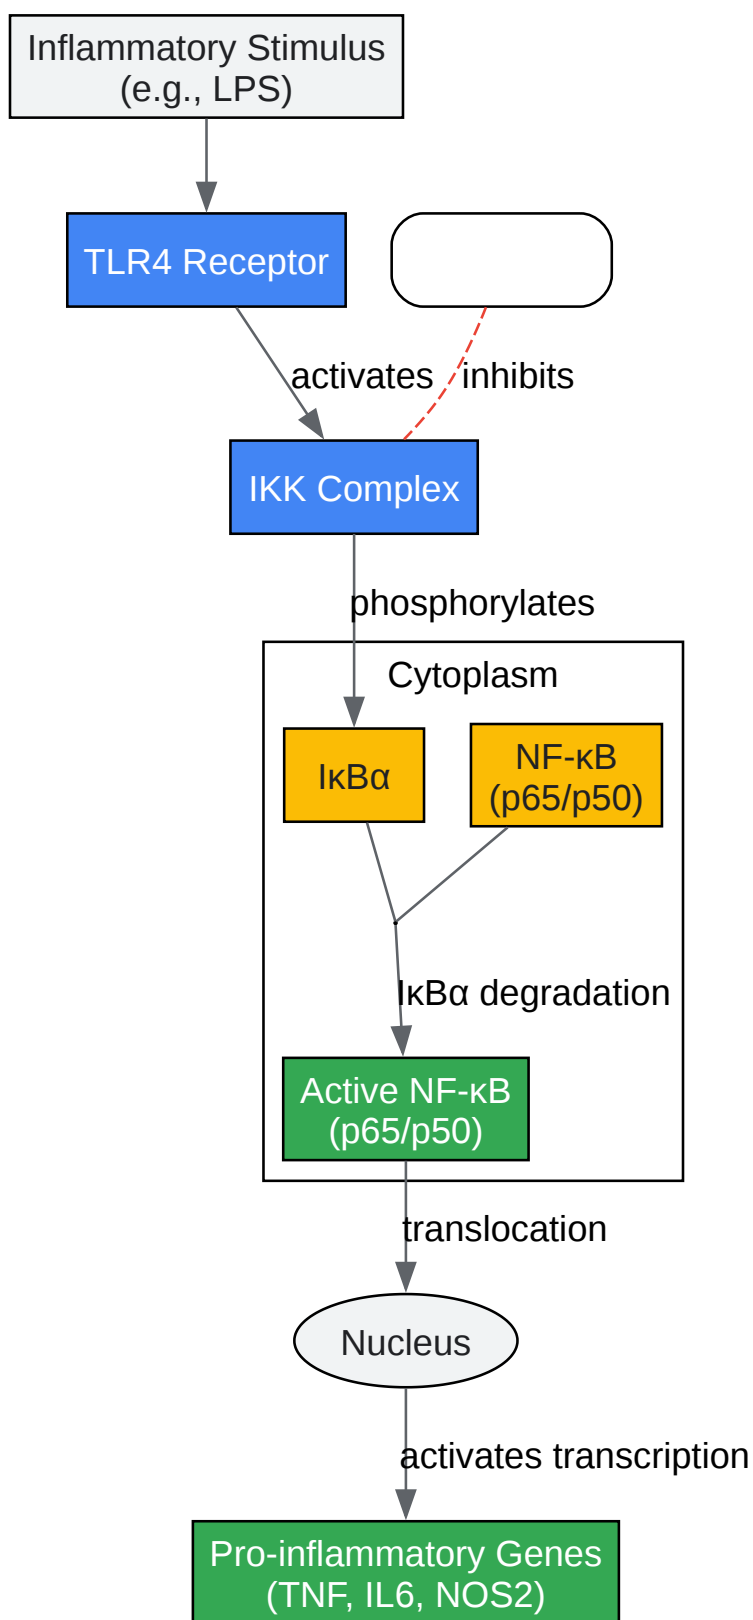 Inflammatory Stimulus
(e.g., LPS)
TLR4 Receptor
activates
inhibits
IKK Complex
phosphorylates
Cytoplasm
IκBα
NF-κB
(p65/p50)
IκBα degradation
Active NF-κB
(p65/p50)
translocation
Nucleus
activates transcription
Pro-inflammatory Genes
(TNF, IL6, NOS2)